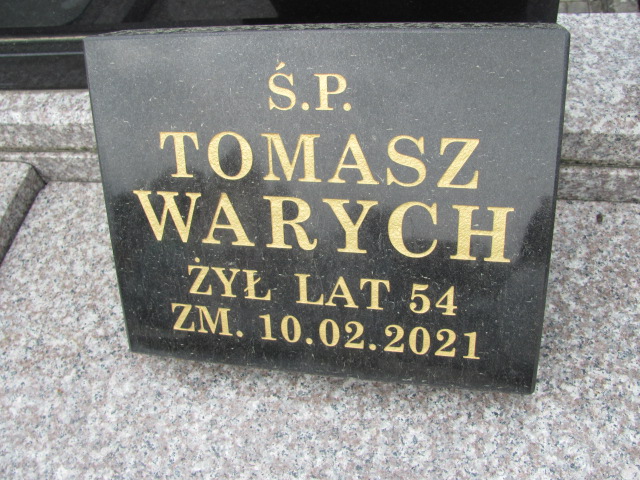 Ś.P.
TOMASZ
WARYCH
ŻYŁ LAT 54
ZM. 10.02.2021